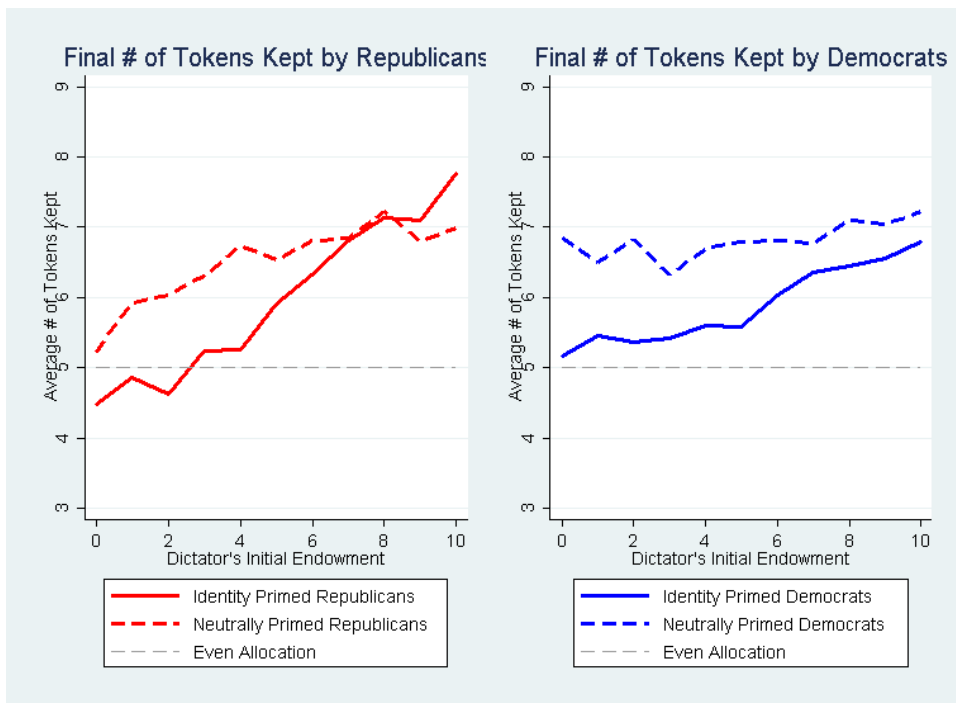 Final # of Tokens Kept by Republicans
9
8
7
6
5
4
3
Average # of Tokens Kept
0 2 4 6 8 10
Dictator's Initial Endowment
Identity Primed Republicans
Neutrally Primed Republicans
Even Allocation
Final # of Tokens Kept by Democrats
9
8
7
6
5
4
3
Average # of Tokens Kept
0 2 4 6 8 10
Dictator's Initial Endowment
Identity Primed Democrats
Neutrally Primed Democrats
Even Allocation